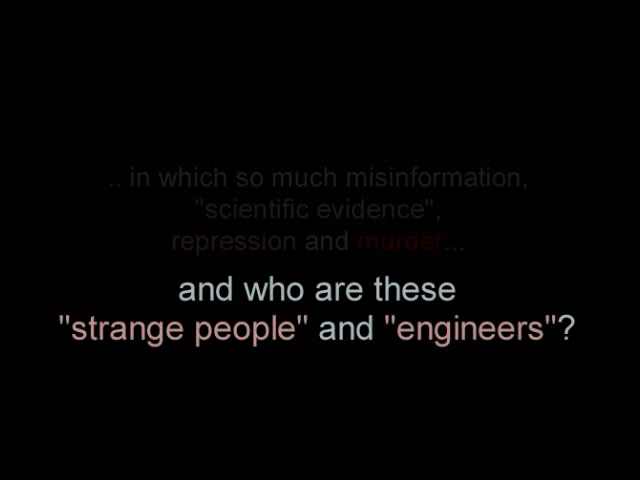 .. in which so much misinformation,
"scientific evidence",
repression and murder...
and who are these
"strange people" and "engineers"?